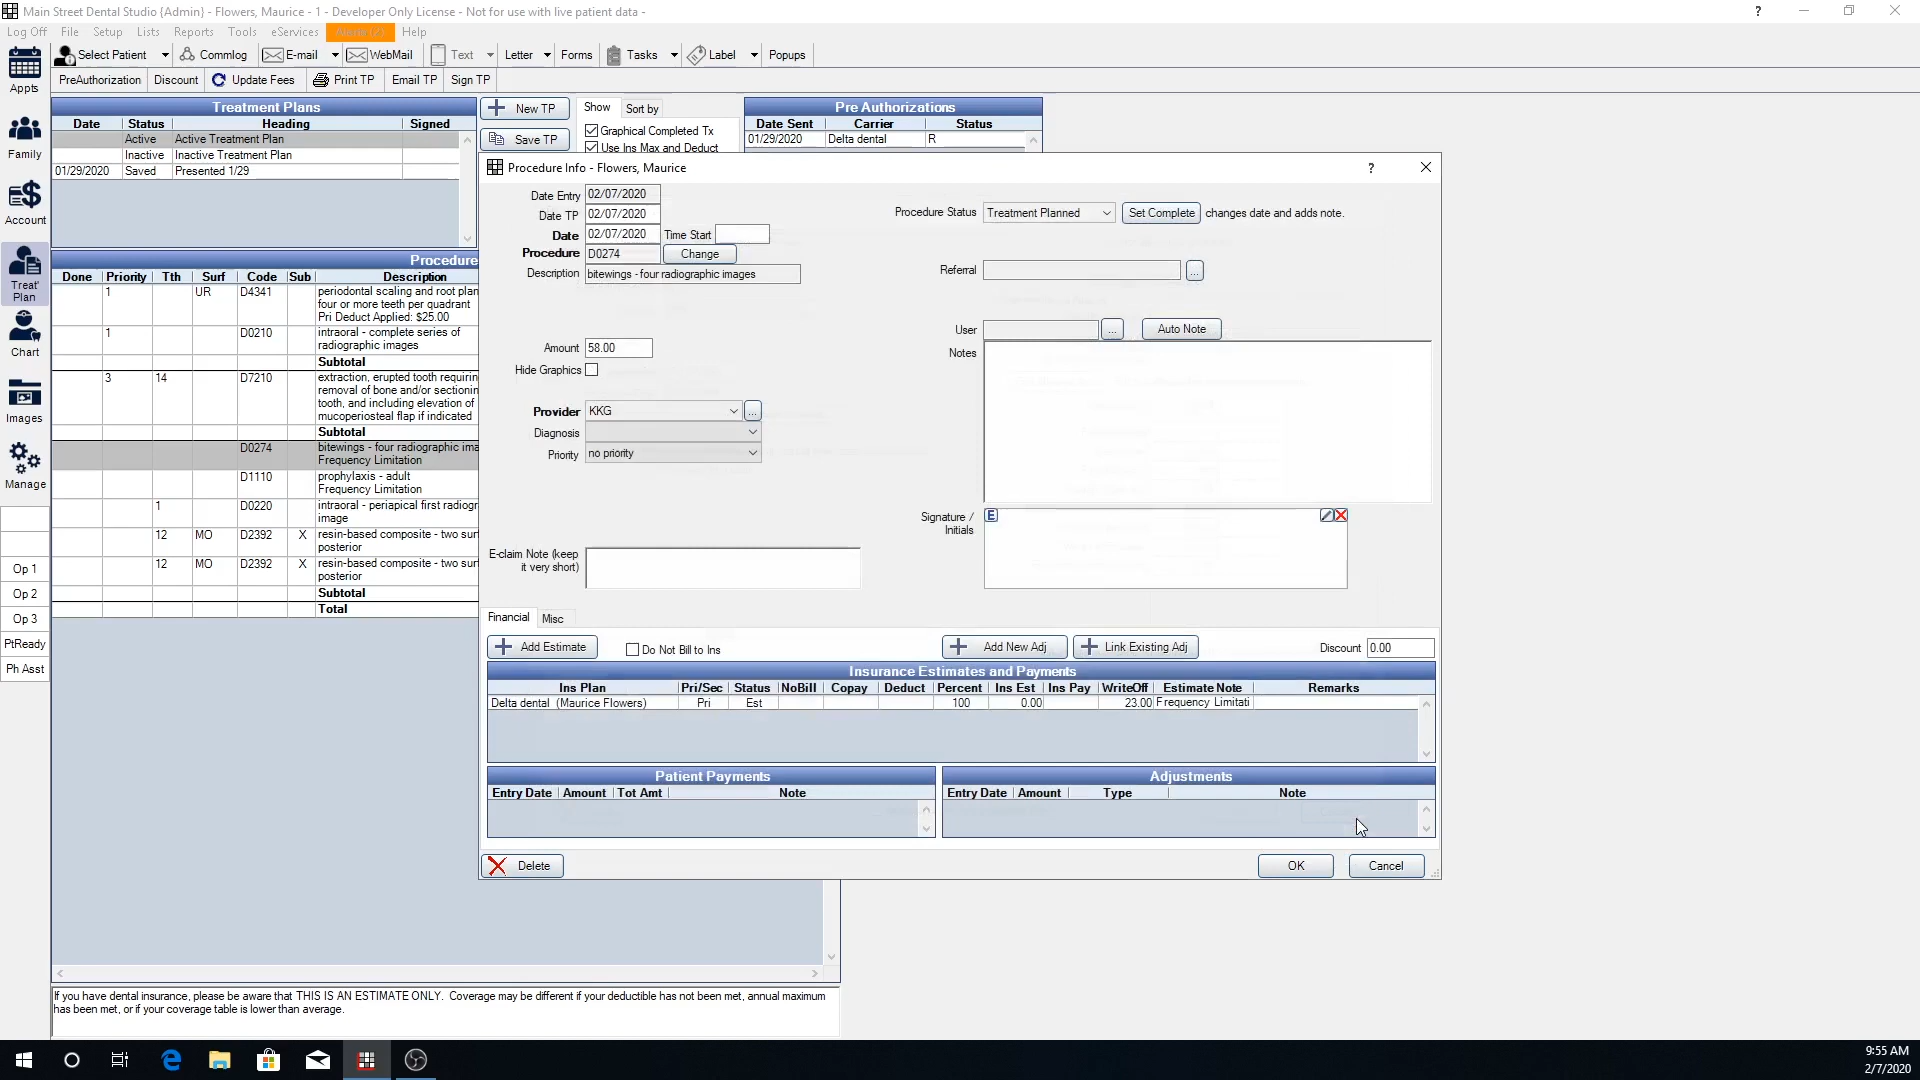 Main Street Dental Studio {Admin} - Flowers, Maurice - 1 - Developer Only License - Not for use with live patient data -
Log Off File Setup Lists Reports Tools eServices Alerts (2) Help
Select Patient Commlog E-mail WebMail Text Letter Forms Tasks Label Popups
PreAuthorization Discount Update Fees Print TP Email TP Sign TP
Appts
Family
Account
Treat' Plan
Chart
Images
Manage
Op 1
Op 2
Op 3
PtReady
Ph Asst
Treatment Plans
Date Status Heading Signed
Active Active Treatment Plan
Inactive Inactive Treatment Plan
01/29/2020 Saved Presented 1/29
New TP
Save TP
Show Sort by
Graphical Completed Tx
Use Ins Max and Deduct
Pre Authorizations
Date Sent Carrier Status
01/29/2020 Delta dental R
Procedure
Done Priority Tth Surf Code Sub Description
1 UR D4341 periodontal scaling and root plan
four or more teeth per quadrant
Pri Deduct Applied: $25.00
1 D0210 intraoral - complete series of
radiographic images
Subtotal
3 14 D7210 extraction, erupted tooth requirin
removal of bone and/or sectionin
tooth, and including elevation of
mucoperiosteal flap if indicated
Subtotal
D0274 bitewings - four radiographic ima
Frequency Limitation
D1110 prophylaxis - adult
Frequency Limitation
1 D0220 intraoral - periapical first radiogr
image
12 MO D2392 X resin-based composite - two surf
posterior
12 MO D2392 X resin-based composite - two surf
posterior
Subtotal
Total
If you have dental insurance, please be aware that THIS IS AN ESTIMATE ONLY. Coverage may be different if your deductible has not been met, annual maximum
has been met, or if your coverage table is lower than average.
Procedure Info - Flowers, Maurice
Date Entry 02/07/2020
Date TP 02/07/2020
Date 02/07/2020 Time Start
Procedure D0274 Change
Description bitewings - four radiographic images
Amount 58.00
Hide Graphics
Provider KKG ...
Diagnosis
Priority no priority
E-claim Note (keep
it very short)
Procedure Status Treatment Planned Set Complete changes date and adds note.
Referral ...
User ... Auto Note
Notes
Signature /
Initials
E
Financial Misc
Add Estimate Do Not Bill to Ins Add New Adj Link Existing Adj Discount 0.00
Insurance Estimates and Payments
Ins Plan Pri/Sec Status NoBill Copay Deduct Percent Ins Est Ins Pay WriteOff Estimate Note Remarks
Delta dental (Maurice Flowers) Pri Est 100 0.00 23.00 Frequency Limitati
Patient Payments
Entry Date Amount Tot Amt Note
Adjustments
Entry Date Amount Type Note
Delete OK Cancel
9:55 AM
2/7/2020